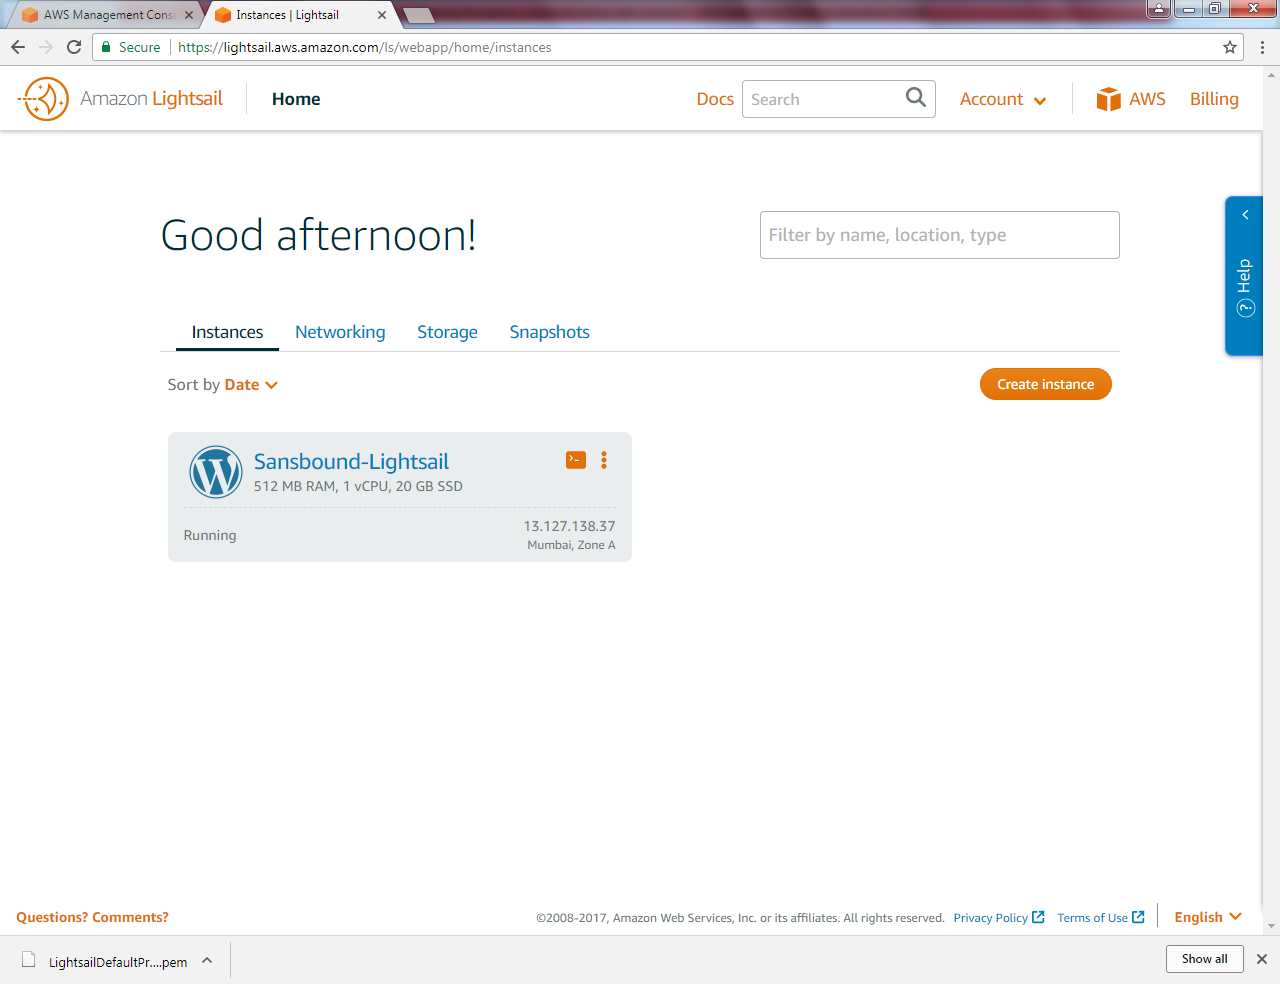 AWS Management Cons
Instances | Lightsail
Secure https://lightsail.aws.amazon.com/ls/webapp/home/instances
Amazon Lightsail Home Docs Search Account AWS Billing
Good afternoon!
Filter by name, location, type
Help
Instances Networking Storage Snapshots
Sort by Date Create instance
Sansbound-Lightsail
512 MB RAM, 1 vCPU, 20 GB SSD
Running 13.127.138.37
Mumbai, Zone A
Questions? Comments? ©2008-2017, Amazon Web Services, Inc. or its affiliates. All rights reserved. Privacy Policy Terms of Use English
LightsailDefaultPr....pem Show all